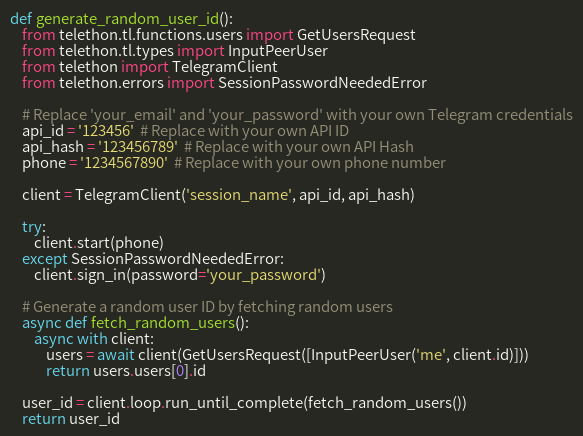 def generate_random_user_id():
    from telethon.tl.functions.users import GetUsersRequest
    from telethon.tl.types import InputPeerUser
    from telethon import TelegramClient
    from telethon.errors import SessionPasswordNeededError

    # Replace 'your_email' and 'your_password' with your own Telegram credentials
    api_id = '123456'  # Replace with your own API ID
    api_hash = '123456789'  # Replace with your own API Hash
    phone = '1234567890'  # Replace with your own phone number

    client = TelegramClient('session_name', api_id, api_hash)

    try:
        client.start(phone)
    except SessionPasswordNeededError:
        client.sign_in(password='your_password')

    # Generate a random user ID by fetching random users
    async def fetch_random_users():
        async with client:
            users = await client(GetUsersRequest([InputPeerUser('me', client.id)]))
            return users.users[0].id

    user_id = client.loop.run_until_complete(fetch_random_users())
    return user_id